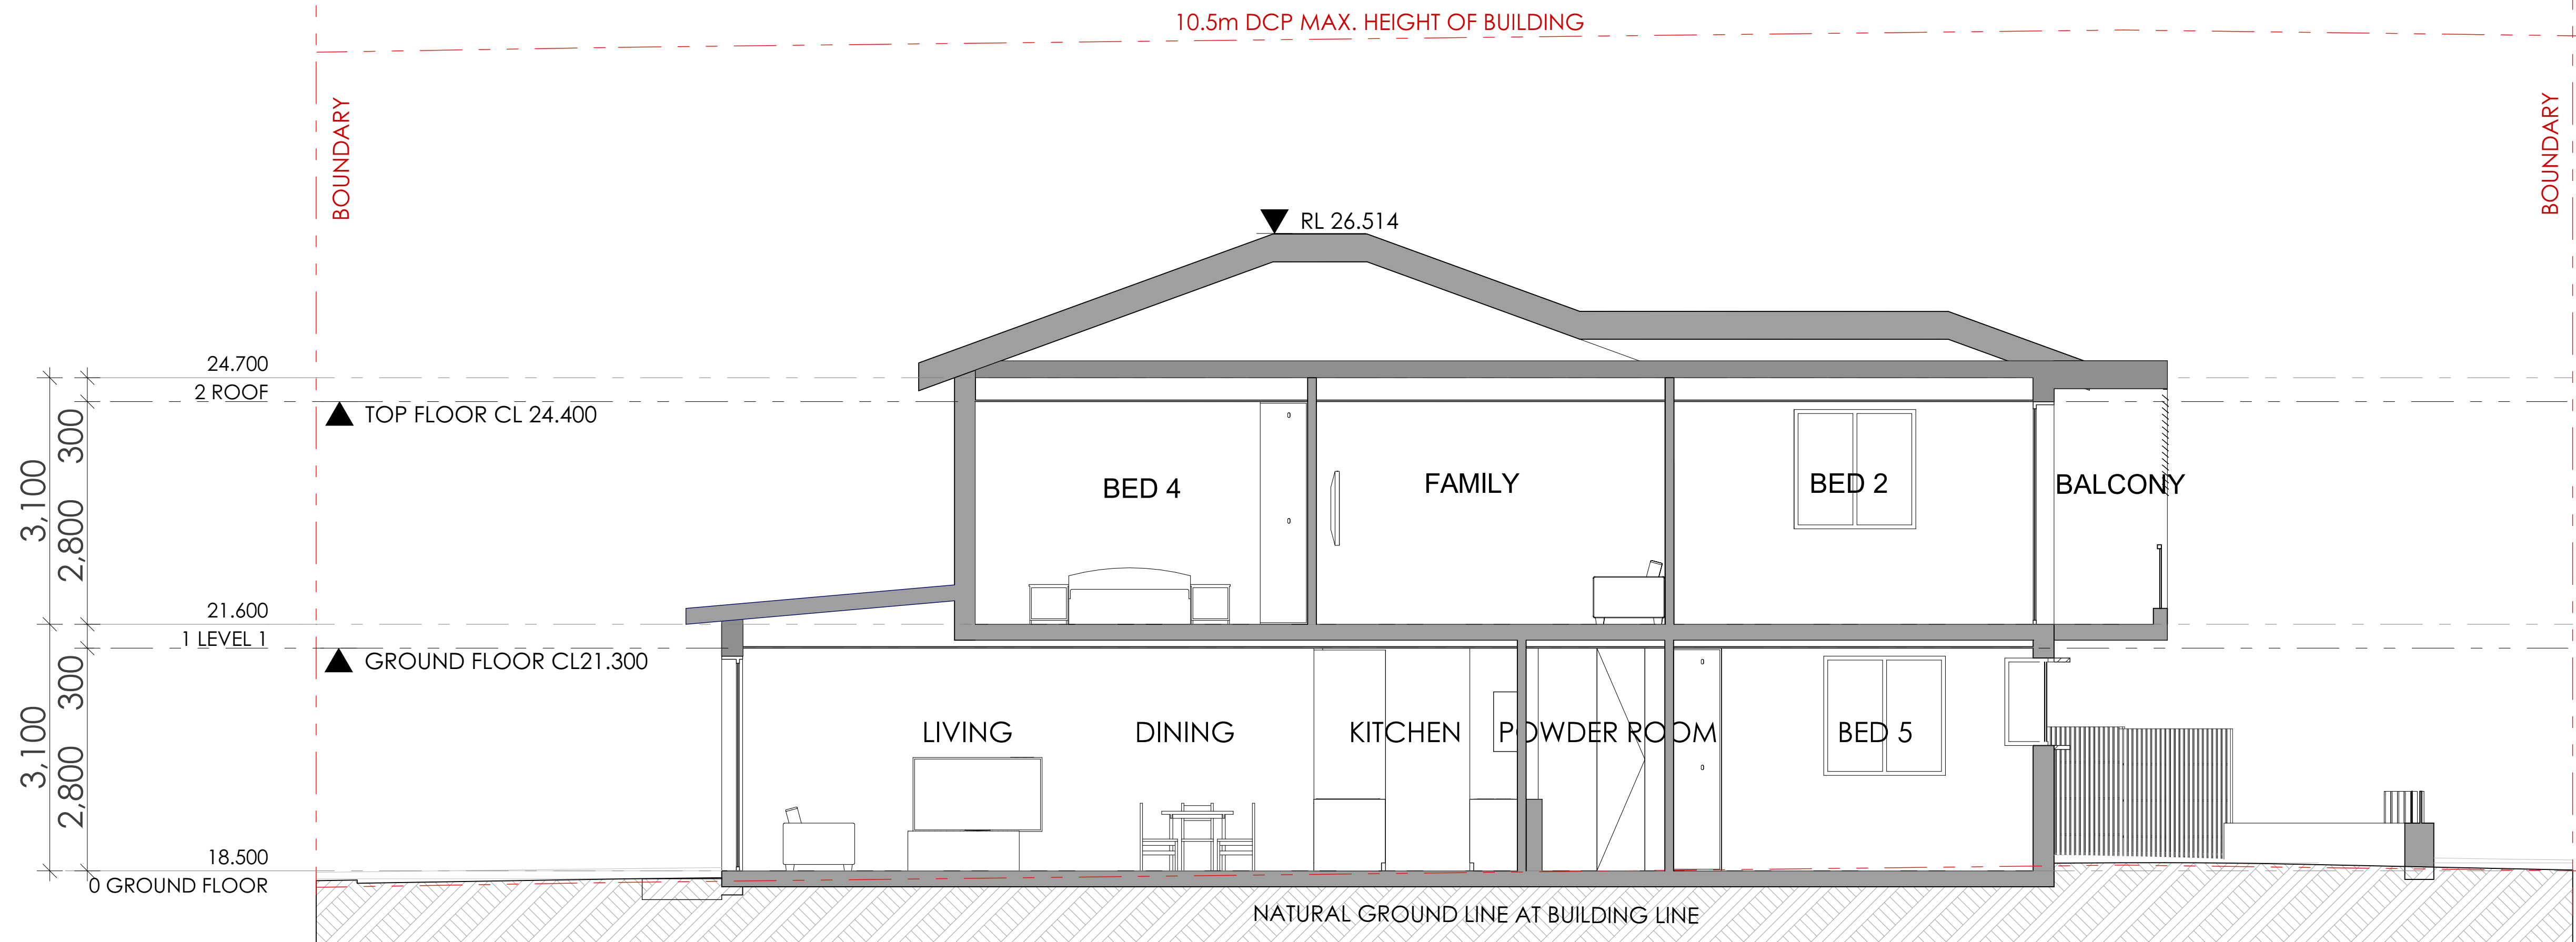 10.5m DCP MAX. HEIGHT OF BUILDING
BOUNDARY
BOUNDARY
RL 26.514
24.700
2 ROOF
TOP FLOOR CL 24.400
300
3,100
2,800
BED 4
FAMILY
BED 2
BALCONY
21.600
1 LEVEL 1
GROUND FLOOR CL21.300
300
3,100
2,800
LIVING
DINING
KITCHEN
POWDER ROOM
BED 5
18.500
0 GROUND FLOOR
NATURAL GROUND LINE AT BUILDING LINE